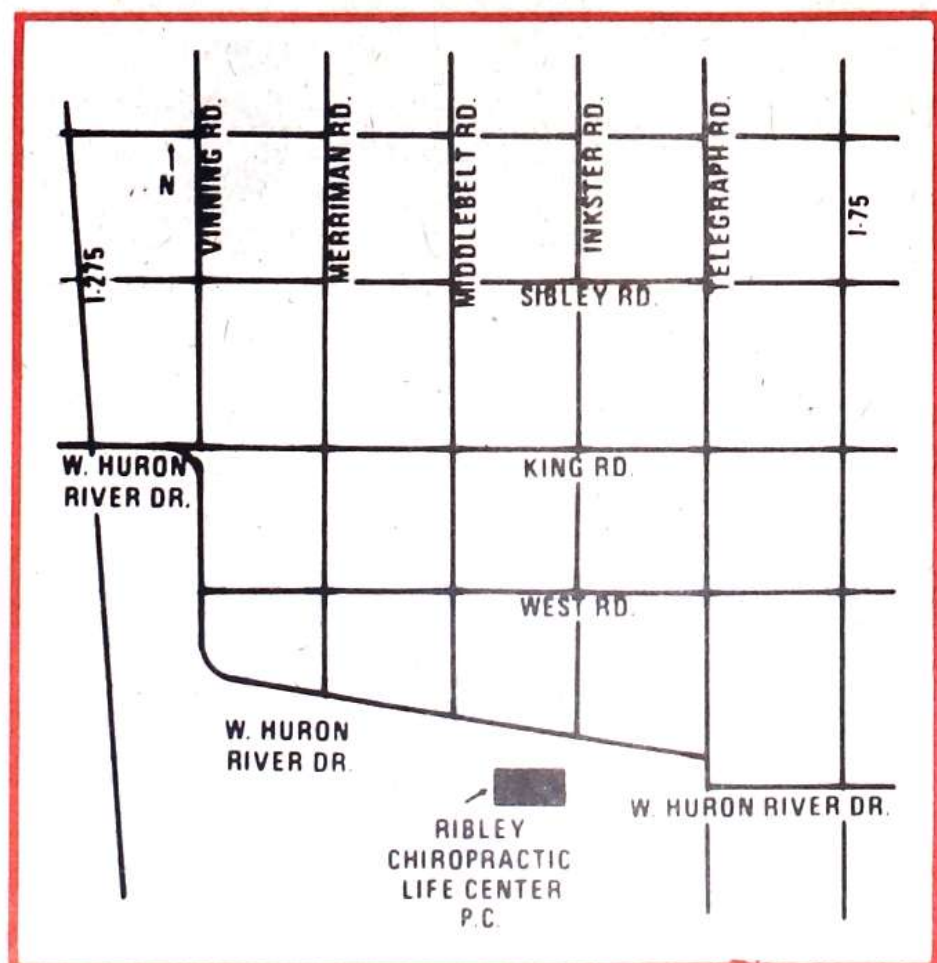 VINNING RD.
MERRIMAN RD.
MIDDLEBELT RD.
INKSTER RD.
TELEGRAPH RD.
N
I-275
I-75
SIBLEY RD.
W. HURON
RIVER DR.
KING RD.
WEST RD.
W. HURON
RIVER DR.
W. HURON RIVER DR.
RIBLEY
CHIROPRACTIC
LIFE CENTER
P.C.